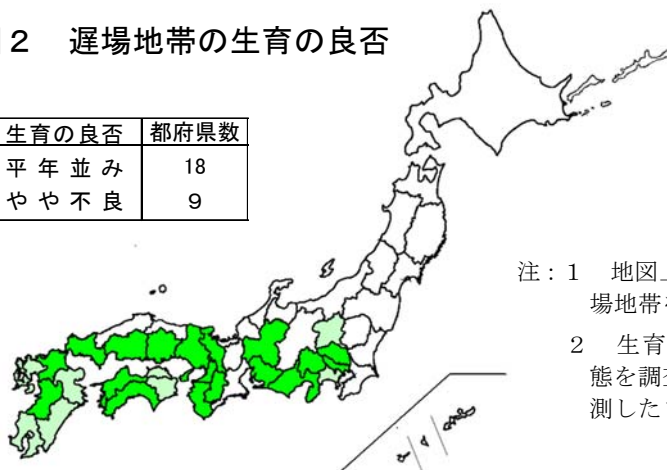 ２　遅場地帯の生育の良否
生育の良否 都府県数
平年並み 18
やや不良 ９
注：１　地図上
場地帯を
２　生育
態を調査
測した